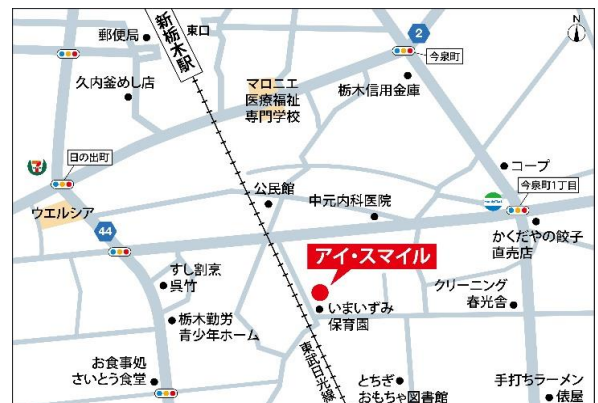 N
新栃木駅
東口
郵便局
2
今泉町
久内釜めし店
マロニエ
医療福祉
専門学校
栃木信用金庫
日の出町
7
コープ
今泉町1丁目
公民館
中元内科医院
ウエルシア
44
かくだやの餃子
直売店
アイ・スマイル
すし割烹
呉竹
クリーニング
春光舎
いまいずみ
保育園
栃木勤労
青少年ホーム
東武日光線
お食事処
さいとう食堂
とちぎ
おもちゃ図書館
手打ちラーメン
俵屋